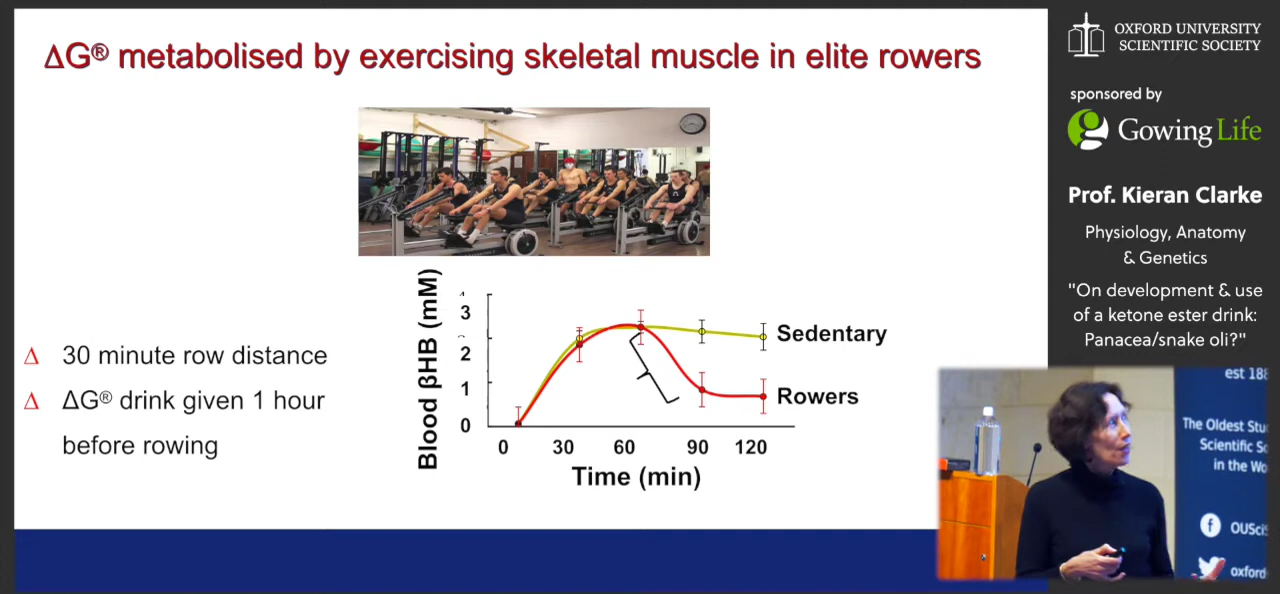 ΔG® metabolised by exercising skeletal muscle in elite rowers
Δ 30 minute row distance
Δ ΔG® drink given 1 hour
before rowing
Blood βHB (mM)
3
2
1
0
0 30 60 90 120
Time (min)
Sedentary
Rowers
OXFORD UNIVERSITY
SCIENTIFIC SOCIETY
sponsored by
Gowing Life
Prof. Kieran Clarke
Physiology, Anatomy
& Genetics
"On development & use
of a ketone ester drink:
Panacea/snake oli?"
est 188
The Oldest Stu
Scientific So
in the Wo
f OUSci
oxford